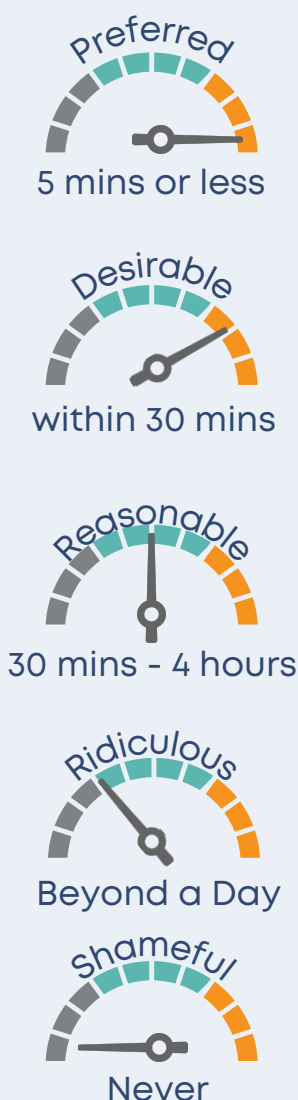 Preferred
5 mins or less
Desirable
within 30 mins
Reasonable
30 mins - 4 hours
Ridiculous
Beyond a Day
Shameful
Never